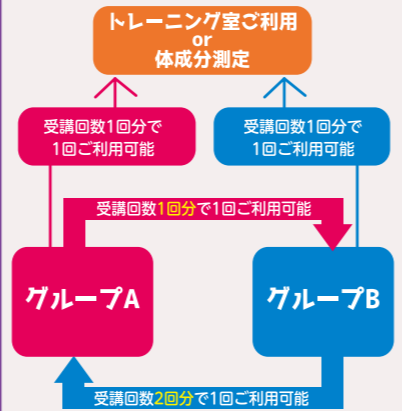 トレーニング室ご利用
or
体成分測定
受講回数1回分で
1回ご利用可能
受講回数1回分で
1回ご利用可能
受講回数1回分で1回ご利用可能
グループA
グループB
受講回数2回分で1回ご利用可能